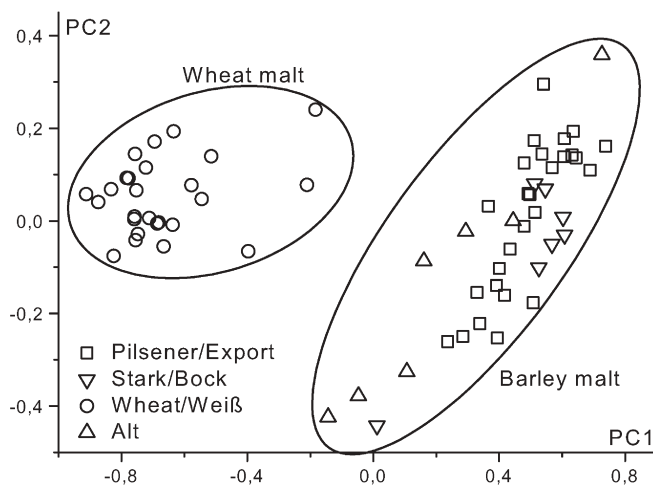 PC2
0,4
Wheat malt
0,2
0,0
-0,2
Pilsener/Export
Stark/Bock
Barley malt
Wheat/Weiß
-0,4
Alt
PC1
-0,8
-0,4
0,0
0,4
0,8